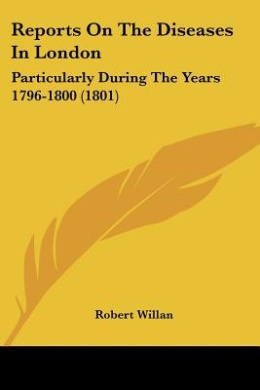 Reports On The Diseases
In London
Particularly During The Years
1796-1800 (1801)
Robert Willan